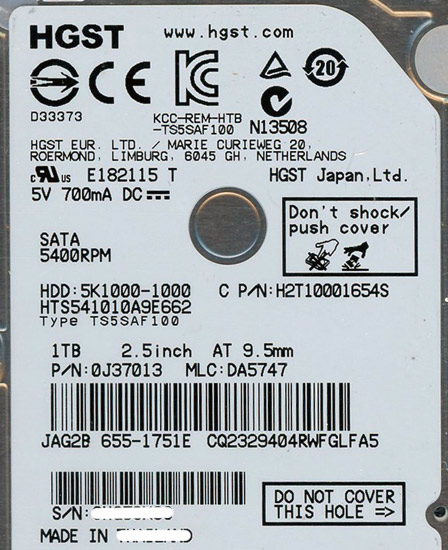 HGST www.hgst.com
20
D33373
KCC-REM-HTB
-TS5SAF100 N13508
HGST EUR. LTD. / MARIE CURIEWEG 20,
ROERMOND, LIMBURG, 6045 GH, NETHERLANDS
c RU us E182115 T HGST Japan,Ltd.
5V 700mA DC
Don't shock/
push cover
SATA
5400RPM
HDD:5K1000-1000 C P/N:H2T10001654S
HTS541010A9E662
Type TS5SAF100
1TB 2.5inch AT 9.5mm
P/N:0J37013 MLC:DA5747
JAG2B 655-1751E CQ2329404RWFGLFA5
S/N:
DO NOT COVER
THIS HOLE =>
MADE IN